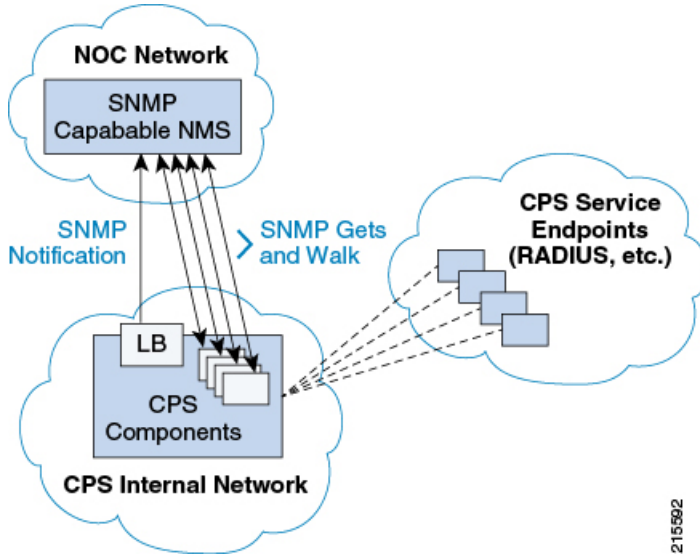 NOC Network
SNMP
Capabable NMS
SNMP
Notification
SNMP Gets
and Walk
CPS Service
Endpoints
(RADIUS, etc.)
LB
CPS
Components
CPS Internal Network
215592